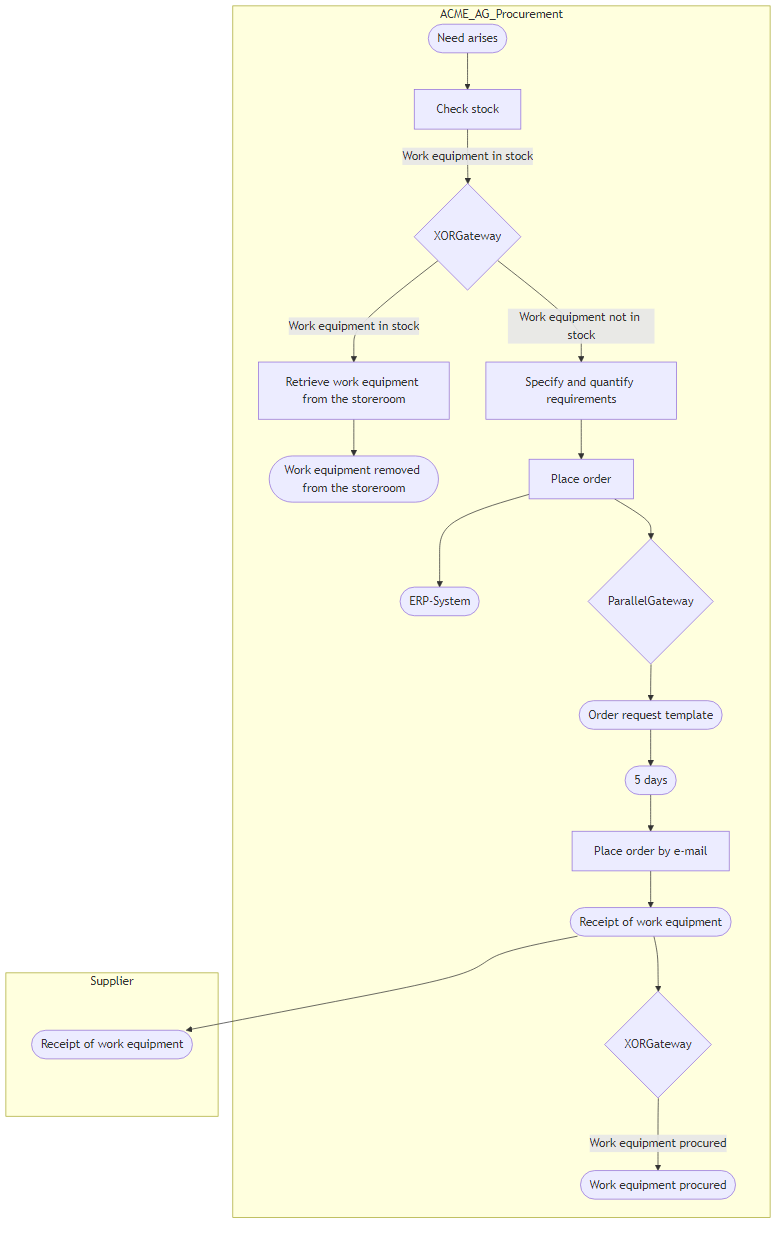 ACME_AG_Procurement
Need arises
Check stock
Work equipment in stock
XORGateway
Work equipment in stock
Work equipment not in
stock
Retrieve work equipment
from the storeroom
Specify and quantify
requirements
Work equipment removed
from the storeroom
Place order
ERP-System
ParallelGateway
Order request template
5 days
Place order by e-mail
Receipt of work equipment
Supplier
Receipt of work equipment
XORGateway
Work equipment procured
Work equipment procured